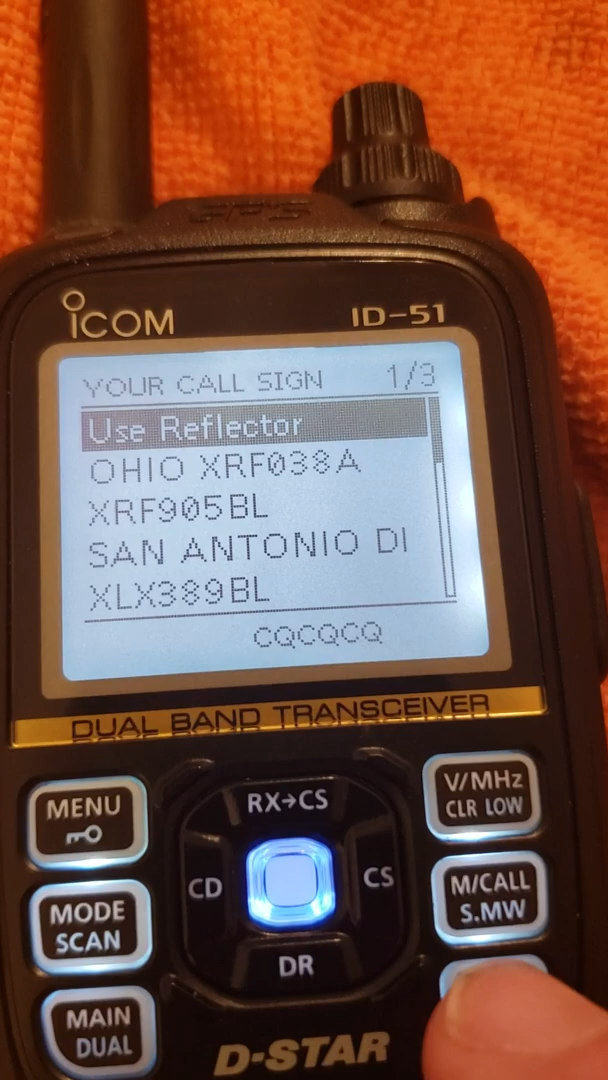 GPS
ICOM
ID-51
YOUR CALL SIGN 1/3
Use Reflector
OHIO XRF038A
XRF905BL
SAN ANTONIO DI
XLX389BL
CQCQCQ
DUAL BAND TRANSCEIVER
MENU
RX→CS
V/MHz
CLR LOW
CD
CS
MODE
SCAN
M/CALL
S.MW
DR
MAIN
DUAL
D-STAR